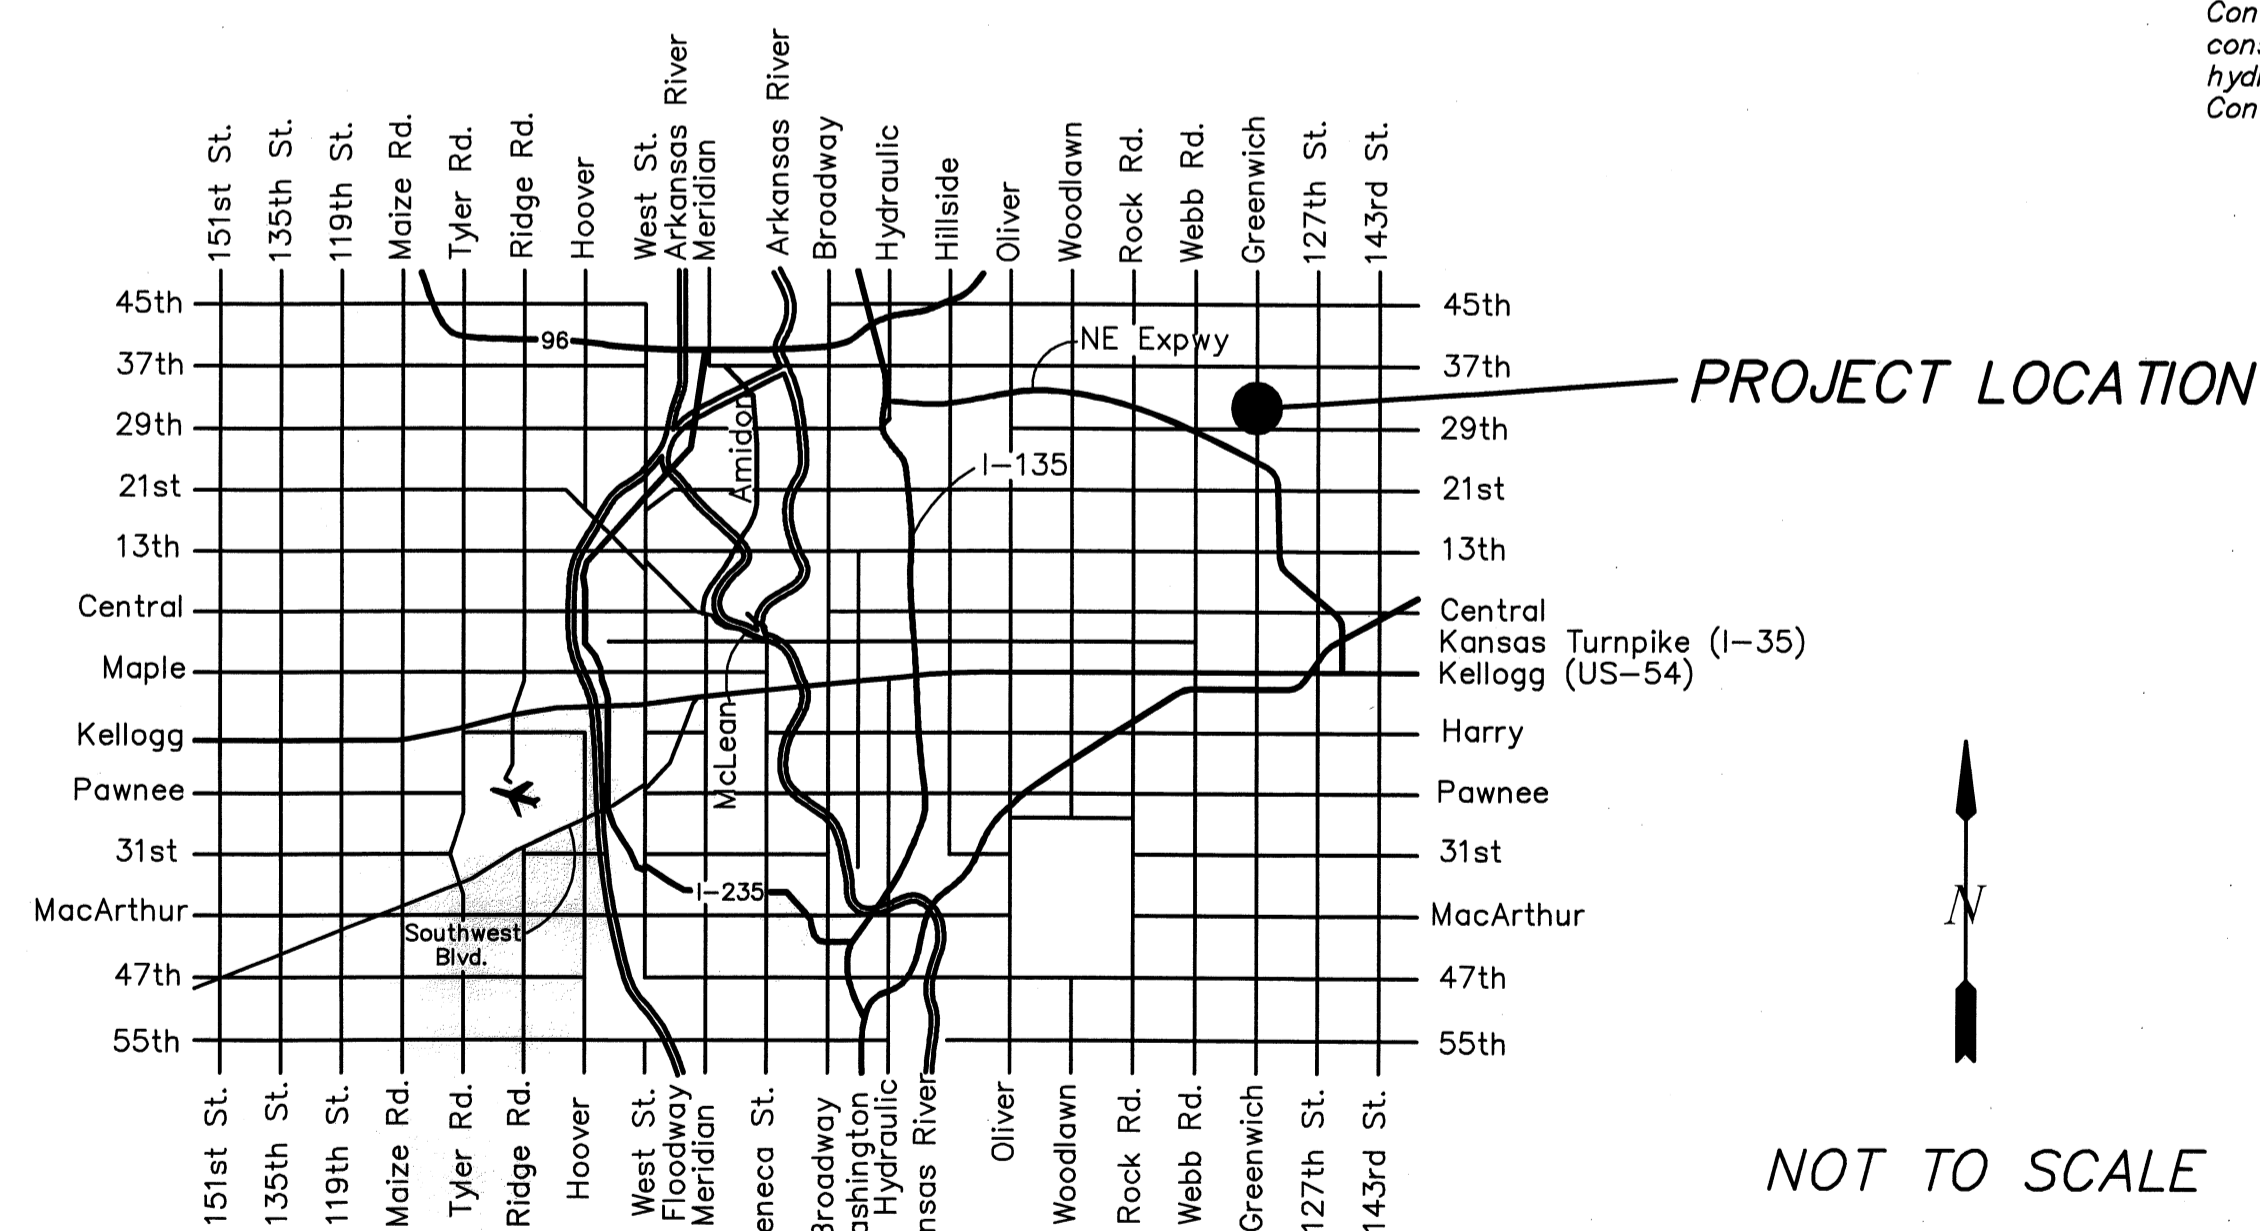 Con
con
hyd
Con
151st St.
135th St.
119th St.
Maize Rd.
Tyler Rd.
Ridge Rd.
Hoover
West St.
Arkansas River
Meridian
Arkansas River
Broadway
Hydraulic
Hillside
Oliver
Woodlawn
Rock Rd.
Webb Rd.
Greenwich
127th St.
143rd St.
45th
37th
29th
21st
13th
Central
Maple
Kellogg
Pawnee
31st
MacArthur
47th
55th
96
NE Expwy
Amidon
I-135
McLean
I-235
Southwest
Blvd.
45th
37th
29th
21st
13th
Central
Kansas Turnpike (I-35)
Kellogg (US-54)
Harry
Pawnee
31st
MacArthur
47th
55th
PROJECT LOCATION
N
NOT TO SCALE
151st St.
135th St.
119th St.
Maize Rd.
Tyler Rd.
Ridge Rd.
Hoover
West St.
Floodway
Meridian
eneca St.
Broadway
ashington
Hydraulic
nsas River
Oliver
Woodlawn
Rock Rd.
Webb Rd.
Greenwich
127th St.
143rd St.